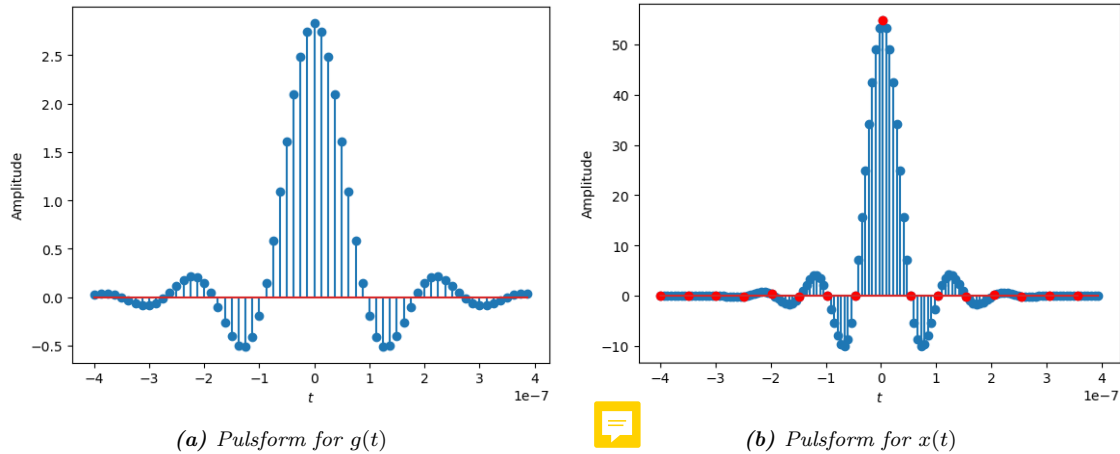 2.5
2.0
1.5
1.0
0.5
0.0
−0.5
Amplitude
−4 −3 −2 −1 0 1 2 3 4
t
1e−7
(a) Pulsform for g(t)
50
40
30
20
10
0
−10
Amplitude
−4 −3 −2 −1 0 1 2 3 4
t
1e−7
(b) Pulsform for x(t)